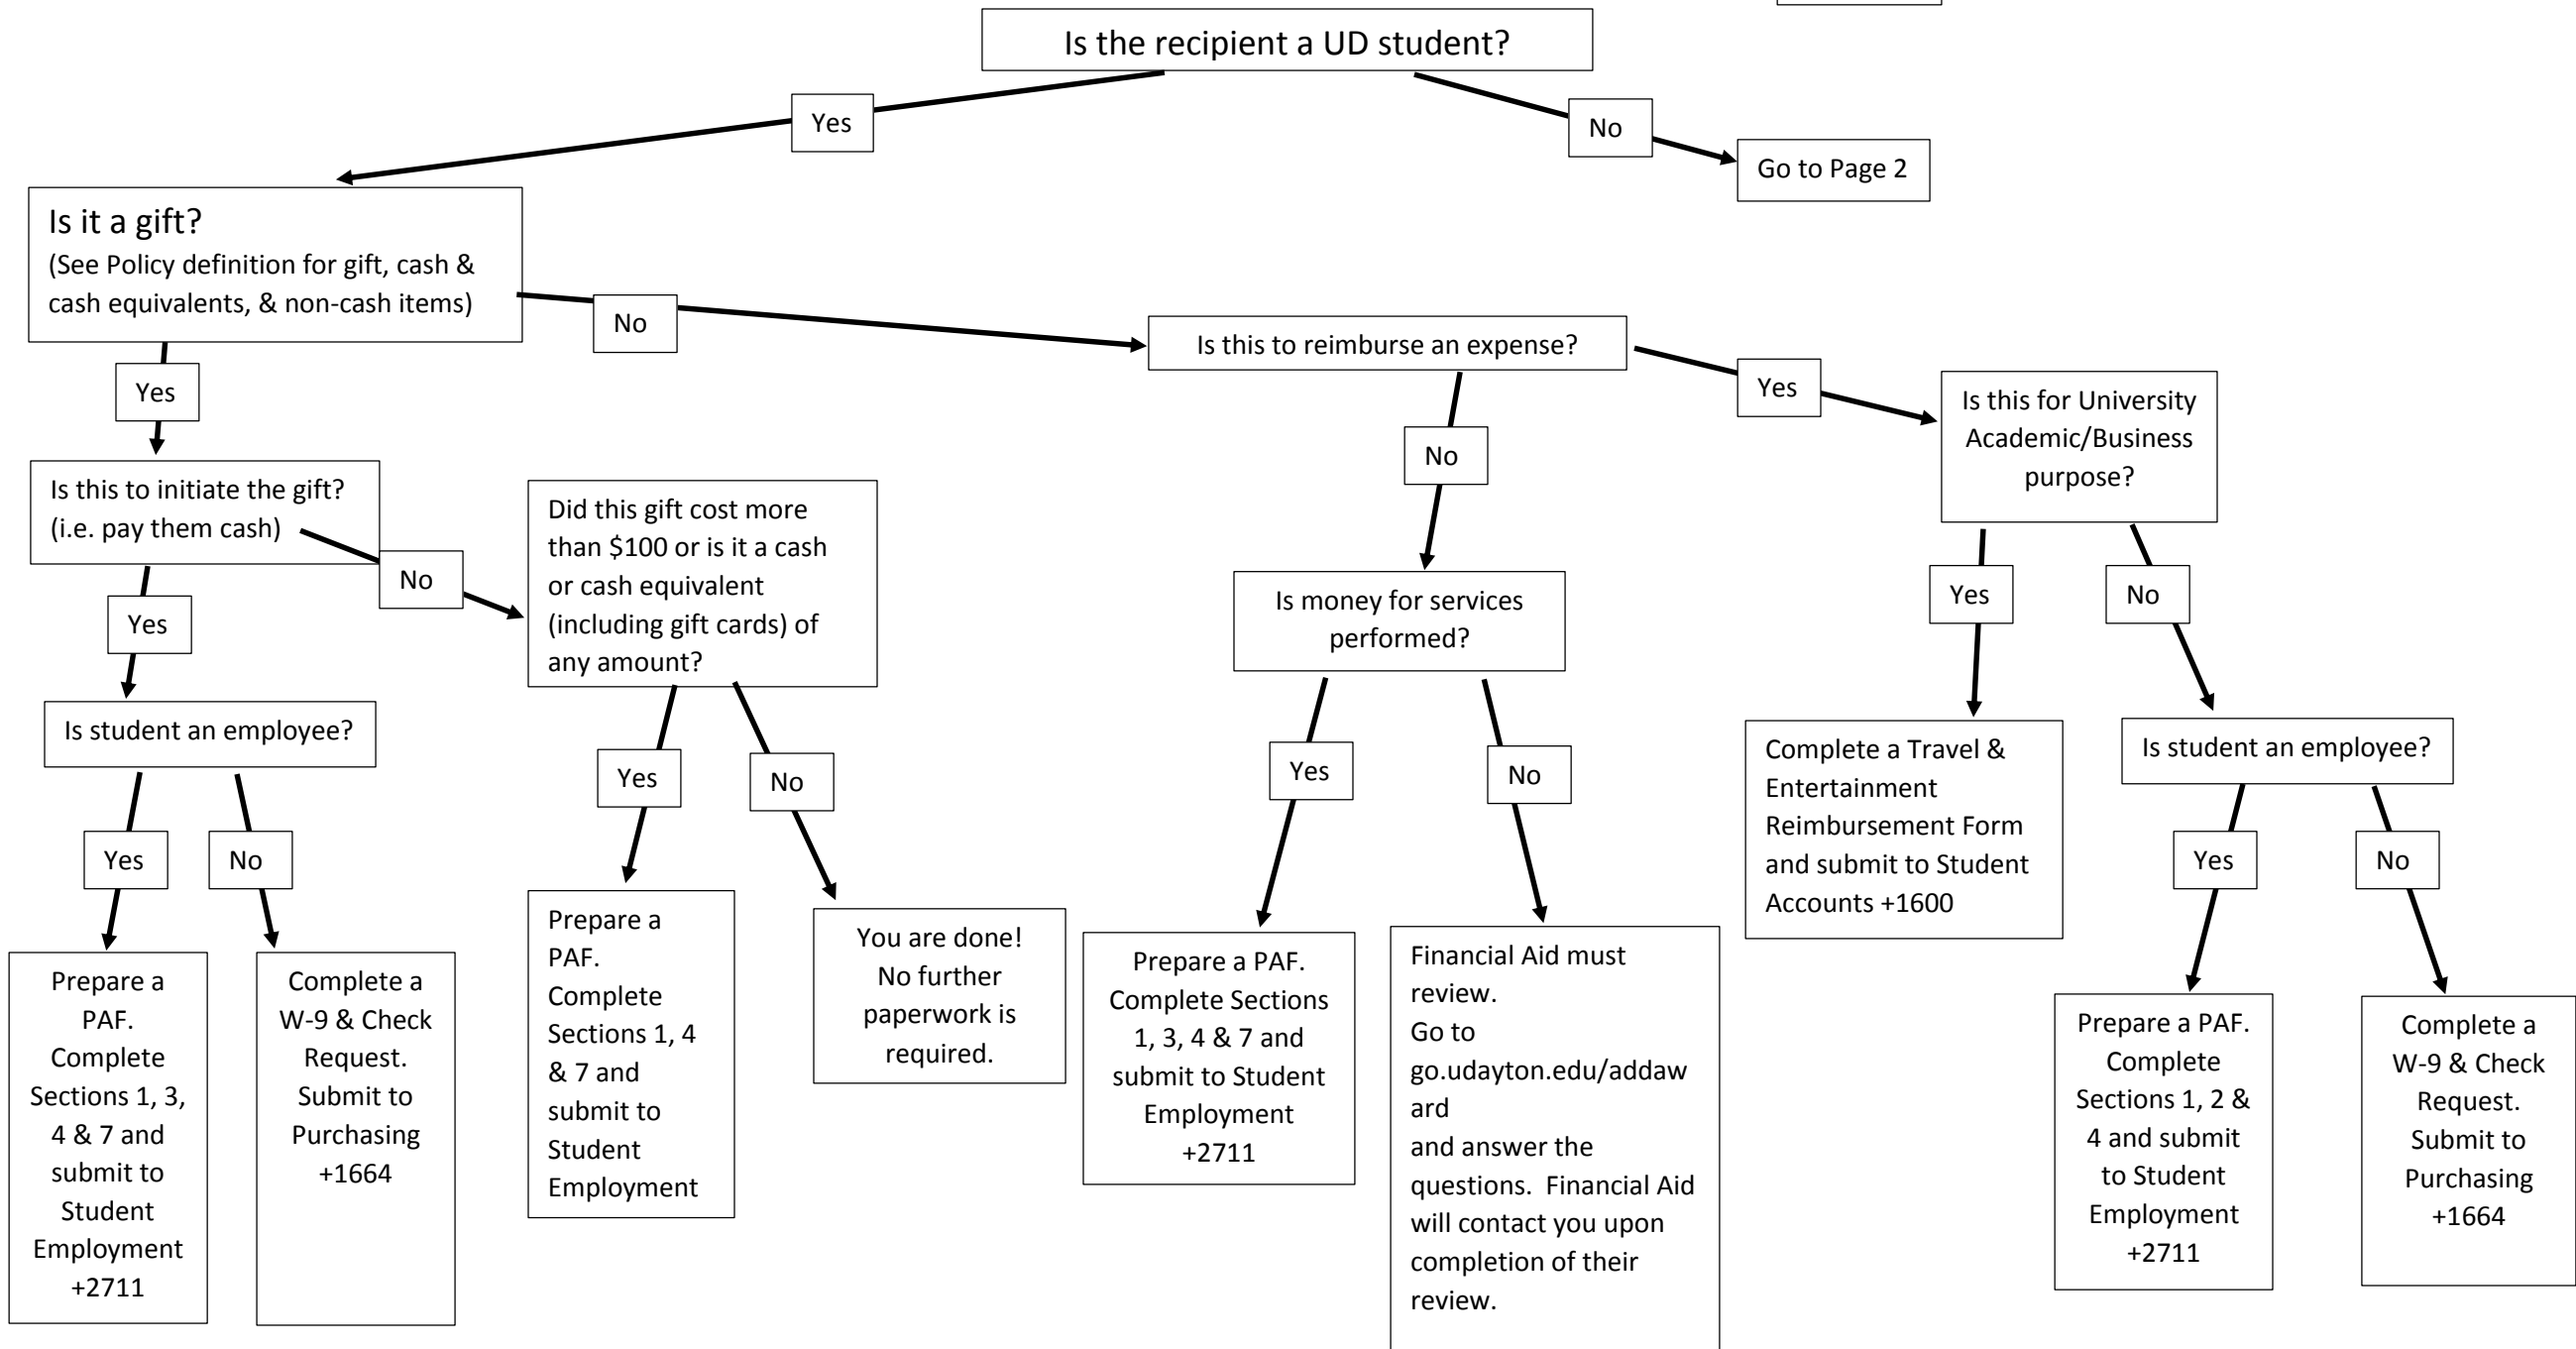 Is the recipient a UD student?
Yes
No
Go to Page 2
Is it a gift?
(See Policy definition for gift, cash &
cash equivalents, & non-cash items)
No
Yes
Is this to reimburse an expense?
Yes
No
Is this for University
Academic/Business
purpose?
Is this to initiate the gift?
(i.e. pay them cash)
No
Yes
Did this gift cost more
than $100 or is it a cash
or cash equivalent
(including gift cards) of
any amount?
Is money for services
performed?
Yes
No
Is student an employee?
Yes
No
Yes
No
Yes
No
Complete a Travel &
Entertainment
Reimbursement Form
and submit to Student
Accounts +1600
Is student an employee?
Yes
No
Prepare a
PAF.
Complete
Sections 1, 3,
4 & 7 and
submit to
Student
Employment
+2711
Complete a
W-9 & Check
Request.
Submit to
Purchasing
+1664
Prepare a
PAF.
Complete
Sections 1, 4
& 7 and
submit to
Student
Employment
You are done!
No further
paperwork is
required.
Prepare a PAF.
Complete Sections
1, 3, 4 & 7 and
submit to Student
Employment
+2711
Financial Aid must
review.
Go to
go.udayton.edu/addaw
ard
and answer the
questions.  Financial Aid
will contact you upon
completion of their
review.
Prepare a PAF.
Complete
Sections 1, 2 &
4 and submit
to Student
Employment
+2711
Complete a
W-9 & Check
Request.
Submit to
Purchasing
+1664